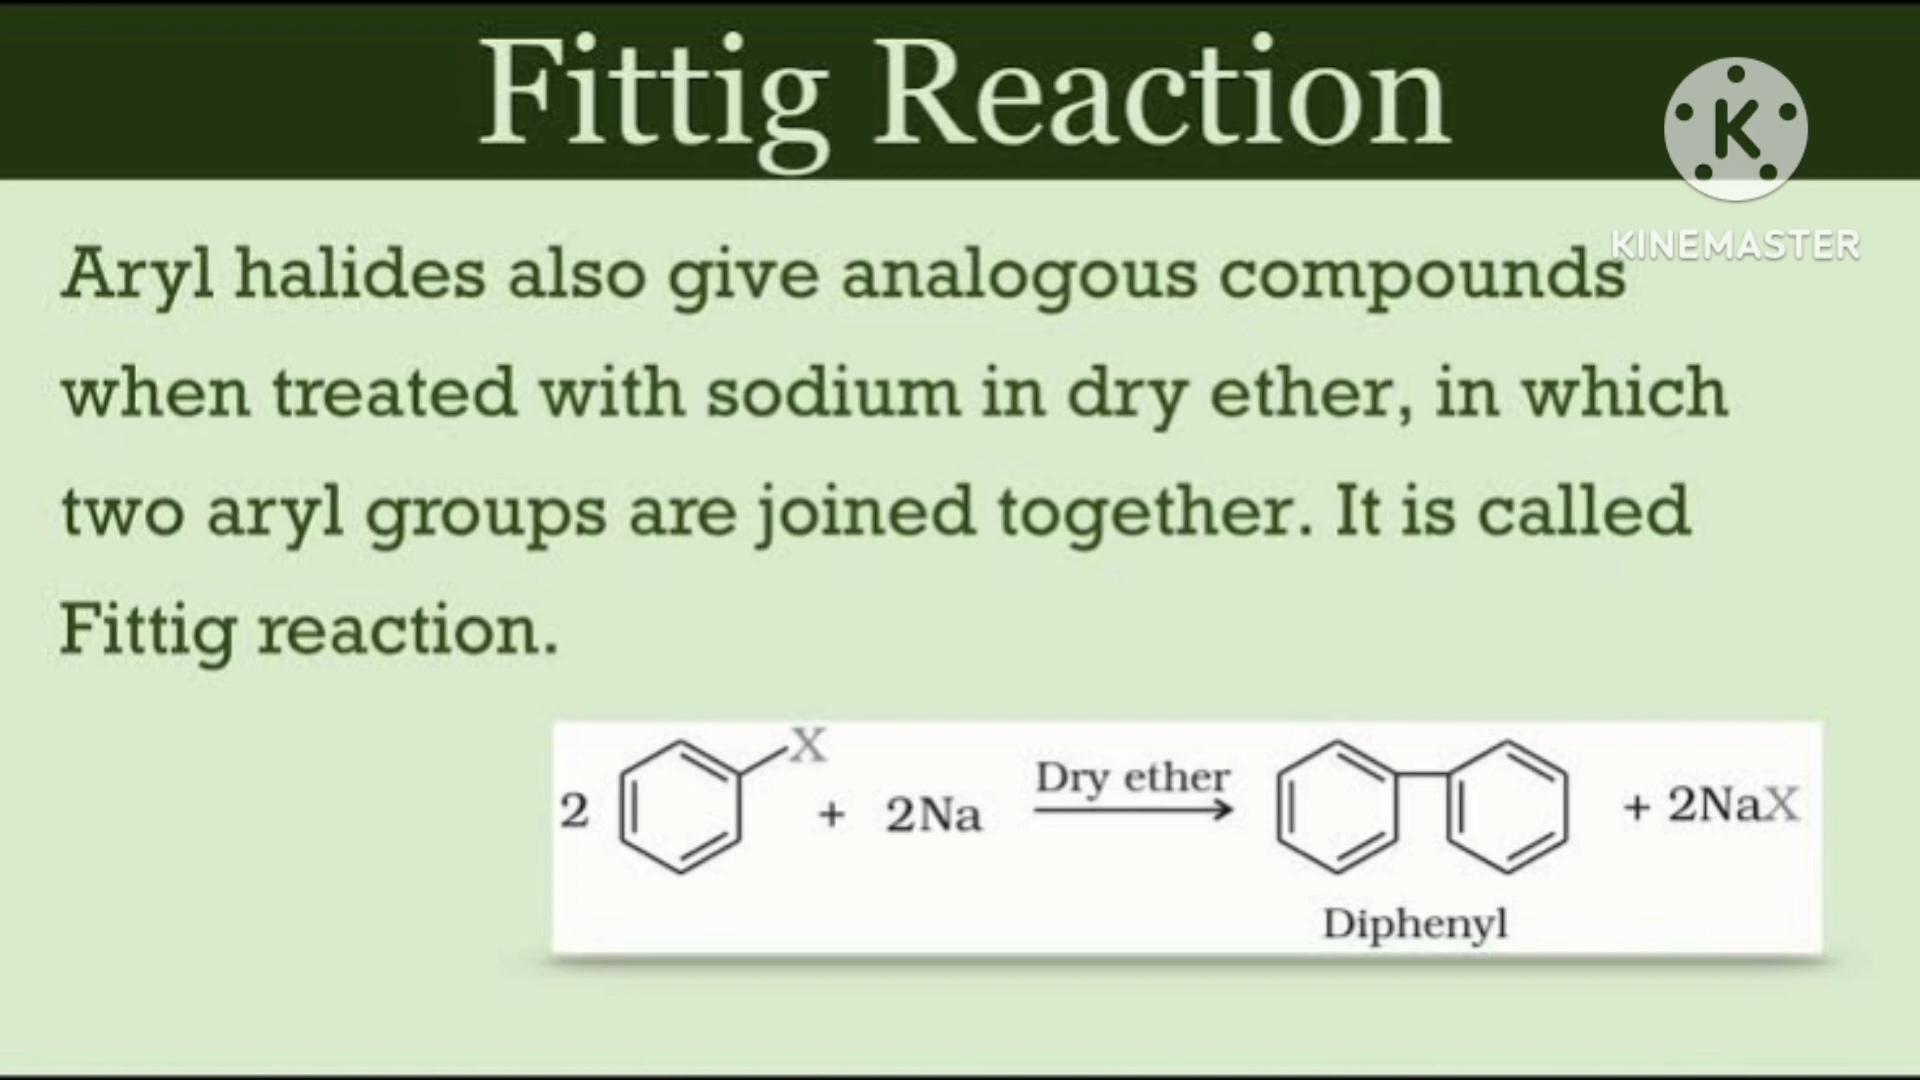 Fittig Reaction
K
KINEMASTER
Aryl halides also give analogous compounds
when treated with sodium in dry ether, in which
two aryl groups are joined together. It is called
Fittig reaction.
2 X + 2Na Dry ether + 2NaX
Diphenyl